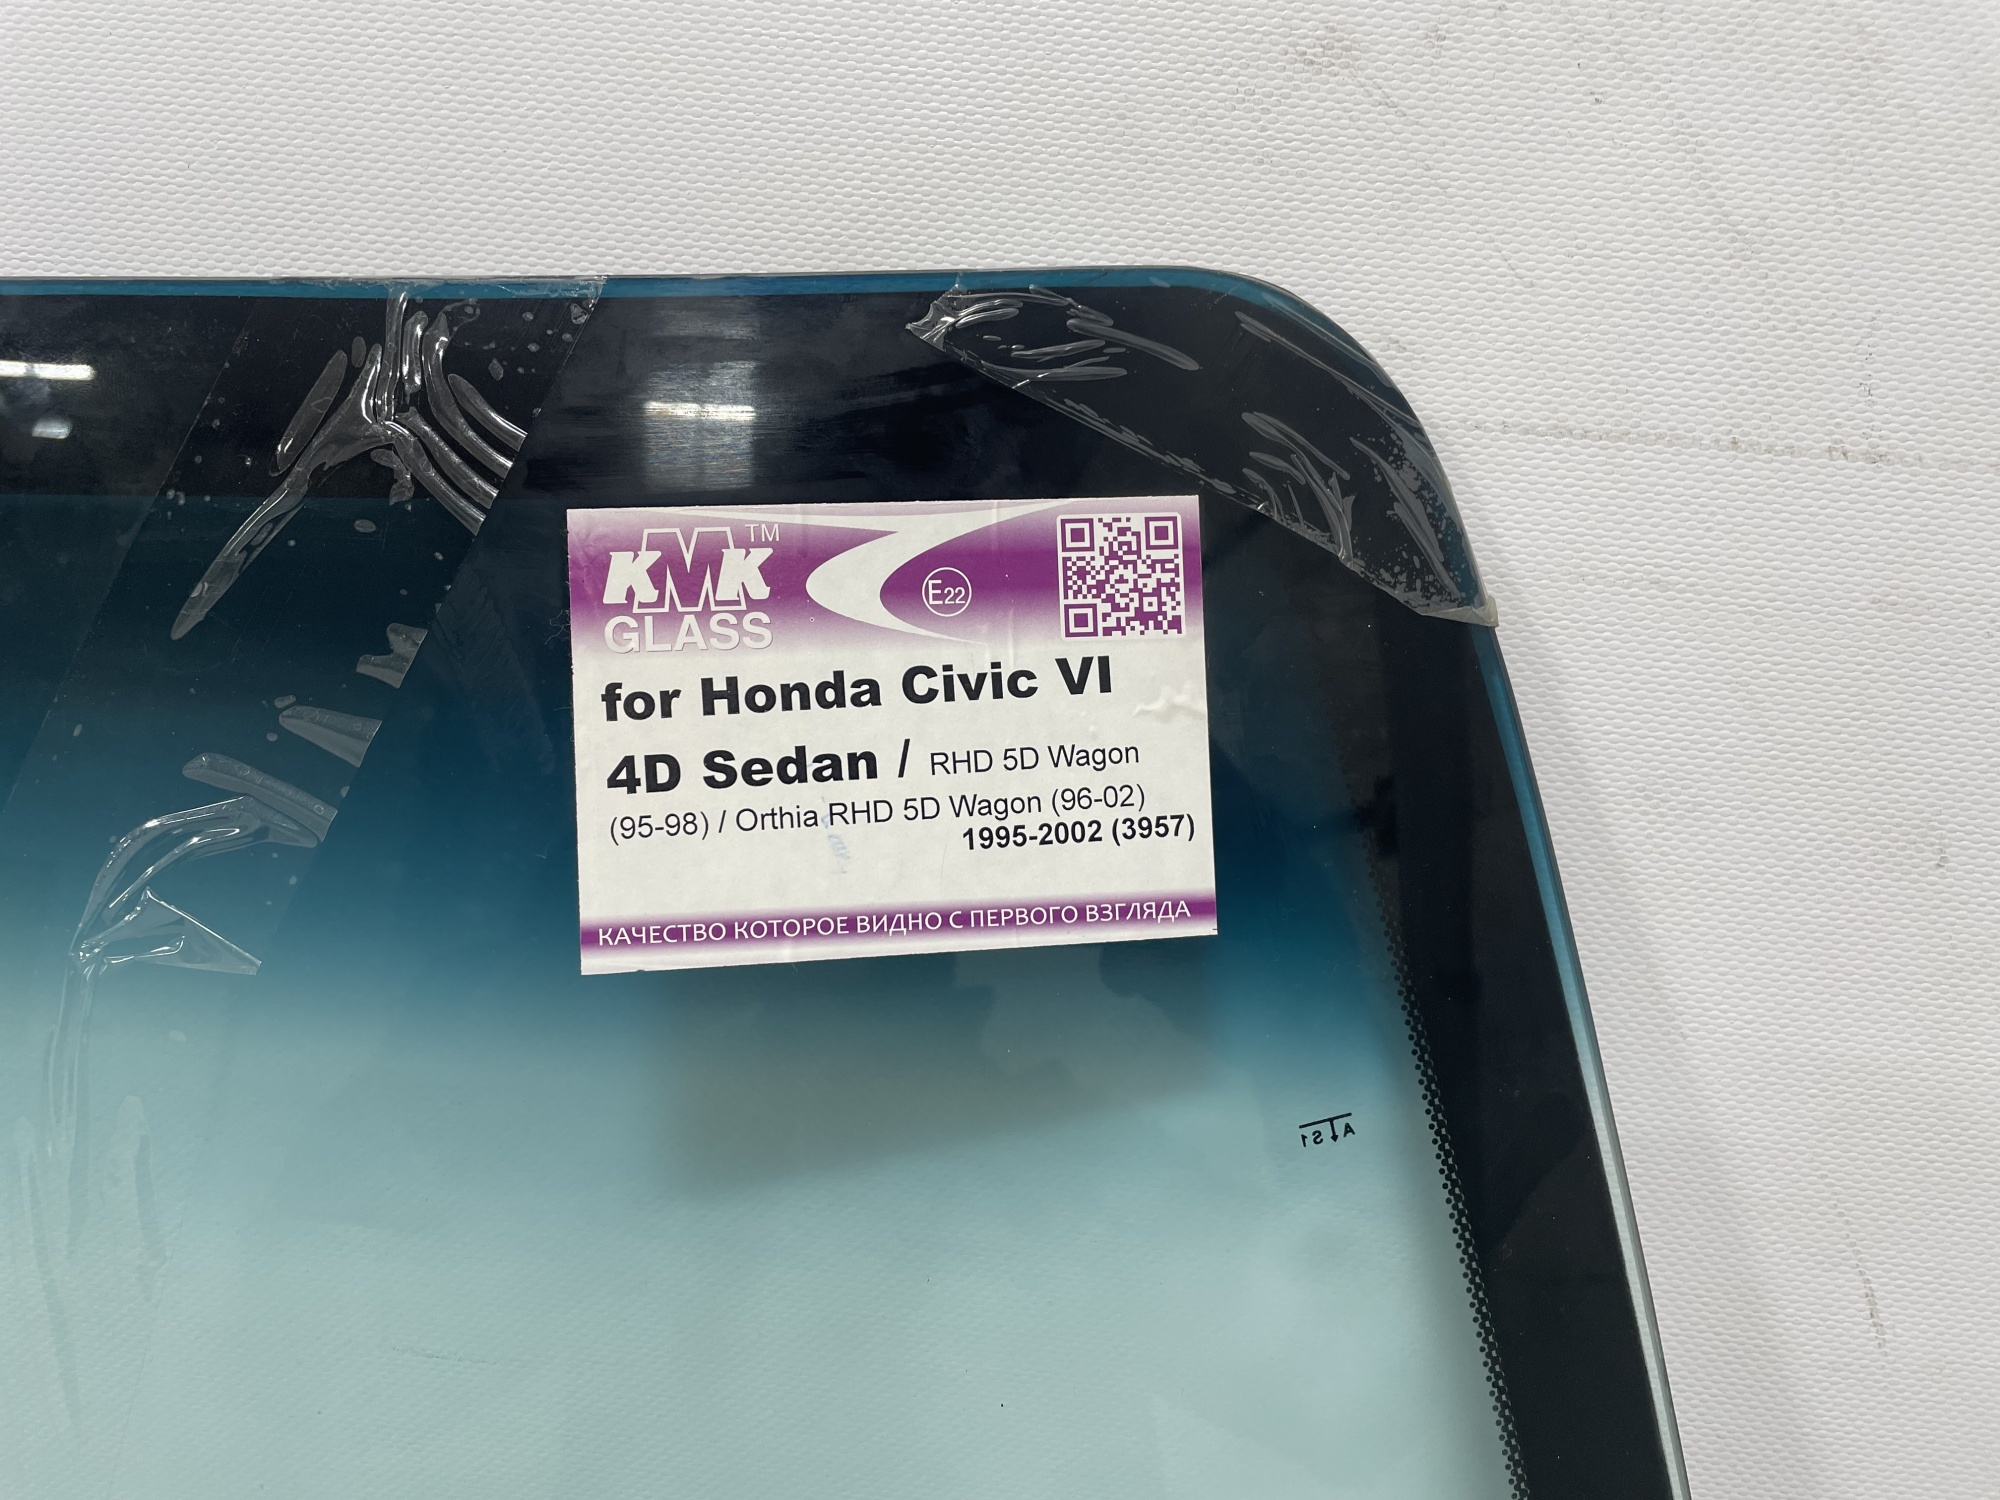 KMK™
GLASS
E22
for Honda Civic VI
4D Sedan / RHD 5D Wagon
(95-98) / Orthia RHD 5D Wagon (96-02)
1995-2002 (3957)
КАЧЕСТВО КОТОРОЕ ВИДНО С ПЕРВОГО ВЗГЛЯДА
AS1